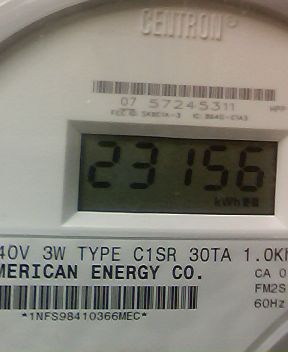 CENTRON®
07 57245311
23156
kWh
40V 3W TYPE C1SR 30TA 1.0Kh
MERICAN ENERGY CO. CA 0
FM2S
60Hz
*1NFS98410366MEC*